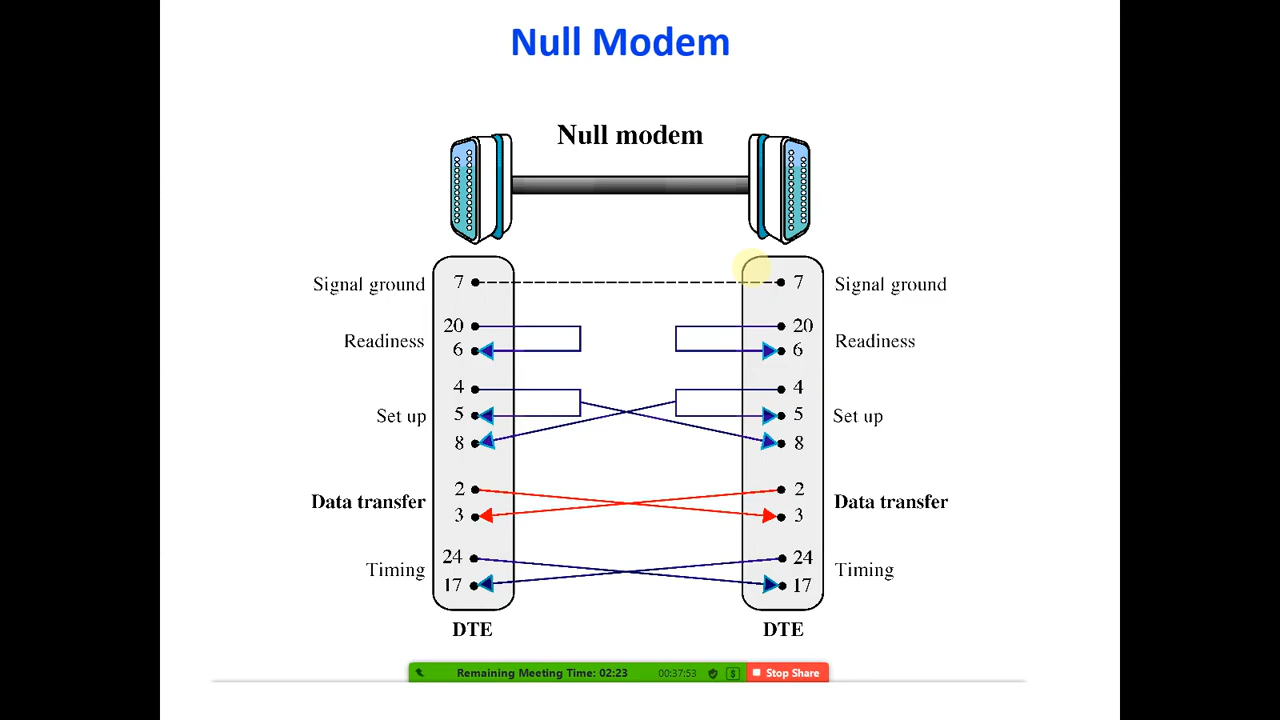 Null Modem
Null modem
Signal ground 7 7 Signal ground
20 20
Readiness Readiness
6 6
4 4
Set up 5 5 Set up
8 8
2 2
Data transfer Data transfer
3 3
24 24
Timing Timing
17 17
DTE DTE
Remaining Meeting Time: 02:23 00:37:53 $ Stop Share